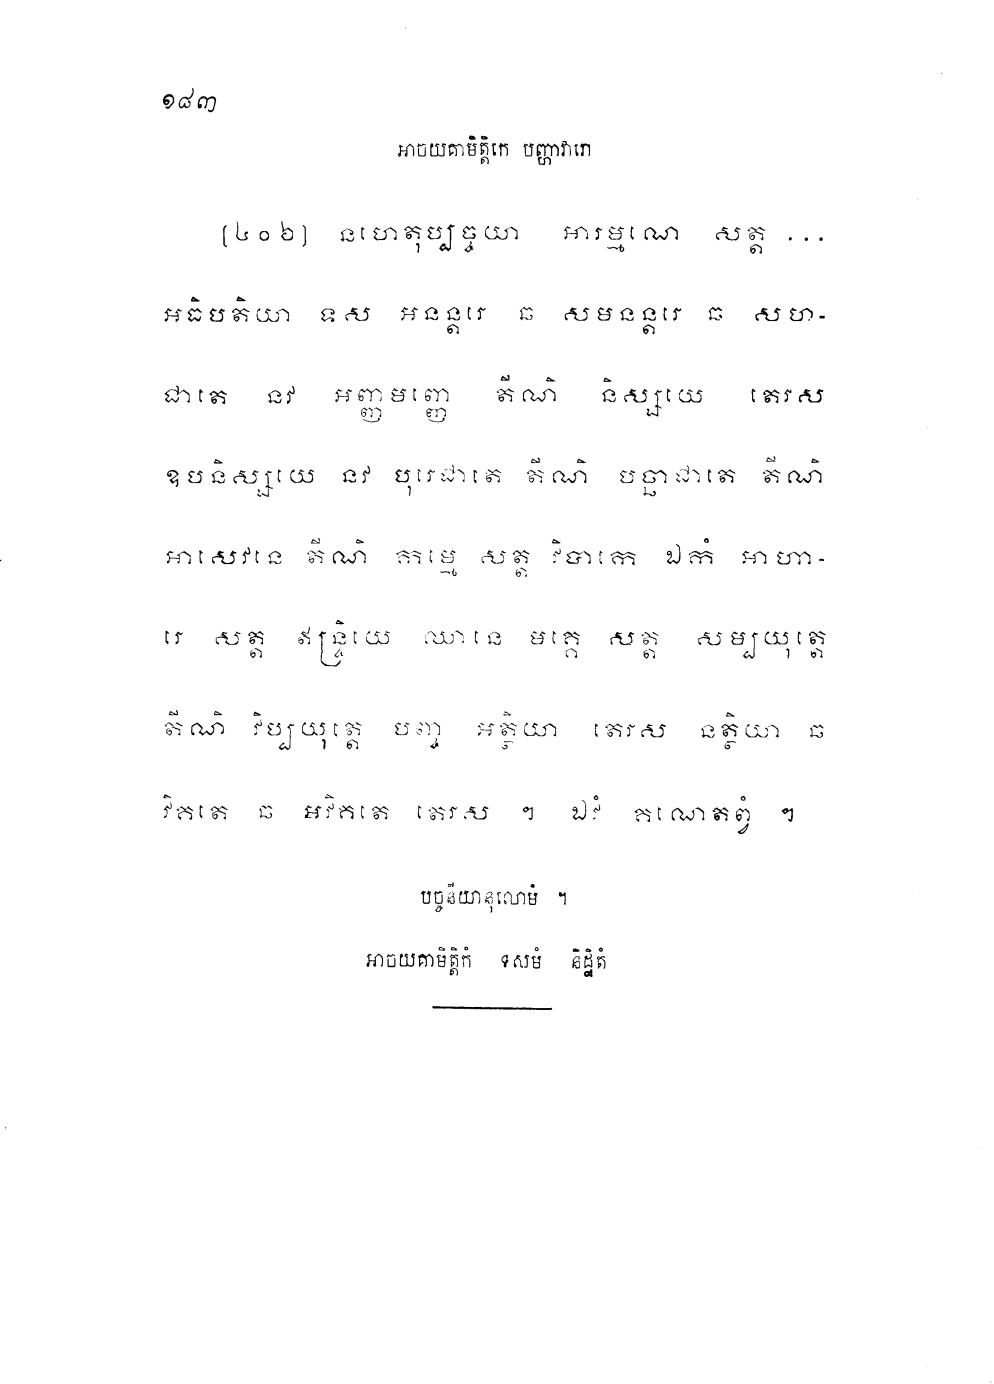 ១៨៣
អាចយគាមិត្តិកេ បញ្ហាវារោ
(៤០៦) នហេតុប្បច្ចយា អារម្មណេ សត្ត ...
អធិបតិយា ទស អនន្តរេ ឆ សមនន្តរេ ឆ សហ-
ជាតេ នវ អញ្ញមញ្ញេ តីណិ និស្សយេ តេរស
ឧបនិស្សយេ នវ បុរេជាតេ តីណិ បច្ឆាជាតេ តីណិ
អាសេវនេ តីណិ កម្មេ សត្ត វិបាកេ ឯកំ អាហា-
រេ សត្ត ឥន្ទ្រិយេ ឈានេ មគ្គេ សត្ត សម្បយុត្តេ
តីណិ វិប្បយុត្តេ បញ្ច អត្ថិយា តេរស នត្ថិយា ឆ
វិគតេ ឆ អវិគតេ តេរស ។ ឯវំ គណេតព្វំ ។
បច្ចនីយានុលោមំ ។
អាចយគាមិត្តិកំ ទសមំ និដ្ឋិតំ